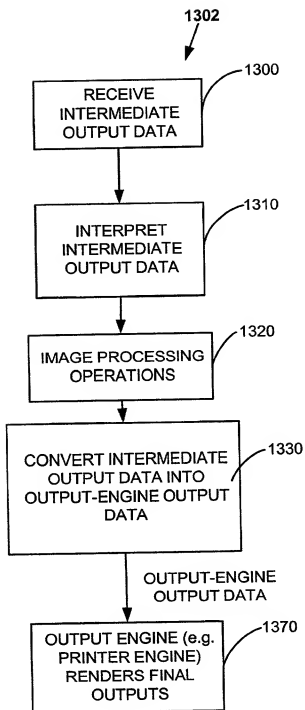 1302
1300
RECEIVE
INTERMEDIATE
OUTPUT DATA
1310
INTERPRET
INTERMEDIATE
OUTPUT DATA
1320
IMAGE PROCESSING
OPERATIONS
1330
CONVERT INTERMEDIATE
OUTPUT DATA INTO
OUTPUT-ENGINE OUTPUT
DATA
OUTPUT-ENGINE
OUTPUT DATA
1370
OUTPUT ENGINE (e.g.
PRINTER ENGINE)
RENDERS FINAL
OUTPUTS